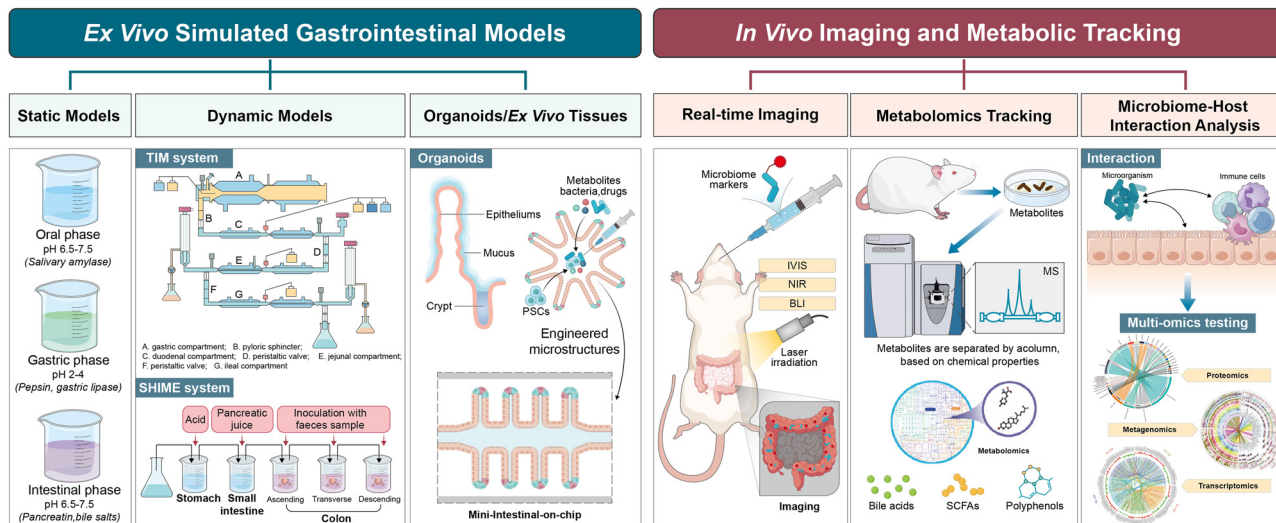 Ex Vivo Simulated Gastrointestinal Models
In Vivo Imaging and Metabolic Tracking
Static Models
Dynamic Models
Organoids/Ex Vivo Tissues
Real-time Imaging
Metabolomics Tracking
Microbiome-Host
Interaction Analysis
Oral phase
pH 6.5-7.5
(Salivary amylase)
Gastric phase
pH 2-4
(Pepsin, gastric lipase)
Intestinal phase
pH 6.5-7.5
(Pancreatin,bile salts)
TIM system
A
B
C
D
E
F
G
A. gastric compartment; B. pyloric sphincter;
C. duodenal compartment; D. peristaltic valve; E. jejunal compartment;
F. peristaltic valve; G. ileal compartment
SHIME system
Acid
Pancreatic
juice
Inoculation with
faeces sample
Stomach
Small
intestine
Ascending
Transverse
Descending
Colon
Organoids
Metabolites
bacteria,drugs
Epitheliums
Mucus
Crypt
PSCs
Engineered
microstructures
Mini-Intestinal-on-chip
Microbiome
markers
IVIS
NIR
BLI
Laser
irradiation
Imaging
Metabolites
MS
Metabolites are separated by acolumn,
based on chemical properties
Metabolomics
Bile acids
SCFAs
Polyphenols
Interaction
Microorganism
Immune cells
Multi-omics testing
Proteomics
Metagenomics
Transcriptomics